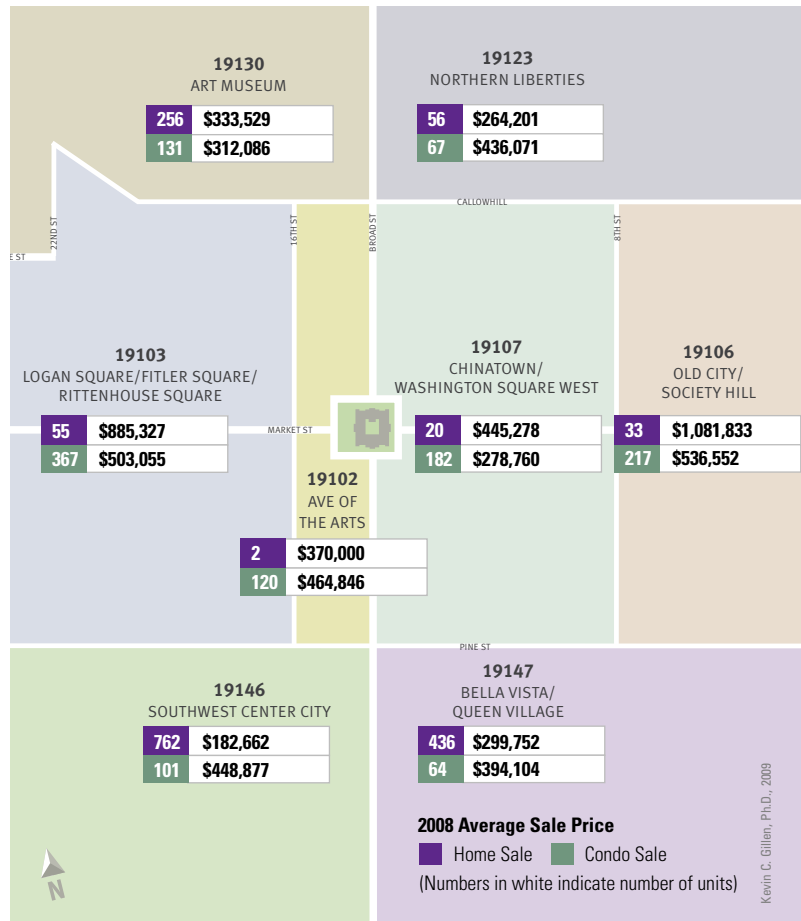 19130
ART MUSEUM
256 $333,529
131 $312,086
19123
NORTHERN LIBERTIES
56 $264,201
67 $436,071
CALLOWHILL
22ND ST
16TH ST
BROAD ST
8TH ST
E ST
19103
LOGAN SQUARE/FITLER SQUARE/
RITTENHOUSE SQUARE
55 $885,327
367 $503,055
MARKET ST
19107
CHINATOWN/
WASHINGTON SQUARE WEST
20 $445,278
182 $278,760
19106
OLD CITY/
SOCIETY HILL
33 $1,081,833
217 $536,552
19102
AVE OF
THE ARTS
2 $370,000
120 $464,846
PINE ST
19146
SOUTHWEST CENTER CITY
762 $182,662
101 $448,877
19147
BELLA VISTA/
QUEEN VILLAGE
436 $299,752
64 $394,104
2008 Average Sale Price
Home Sale Condo Sale
(Numbers in white indicate number of units)
N
Kevin C. Gillen, Ph.D., 2009